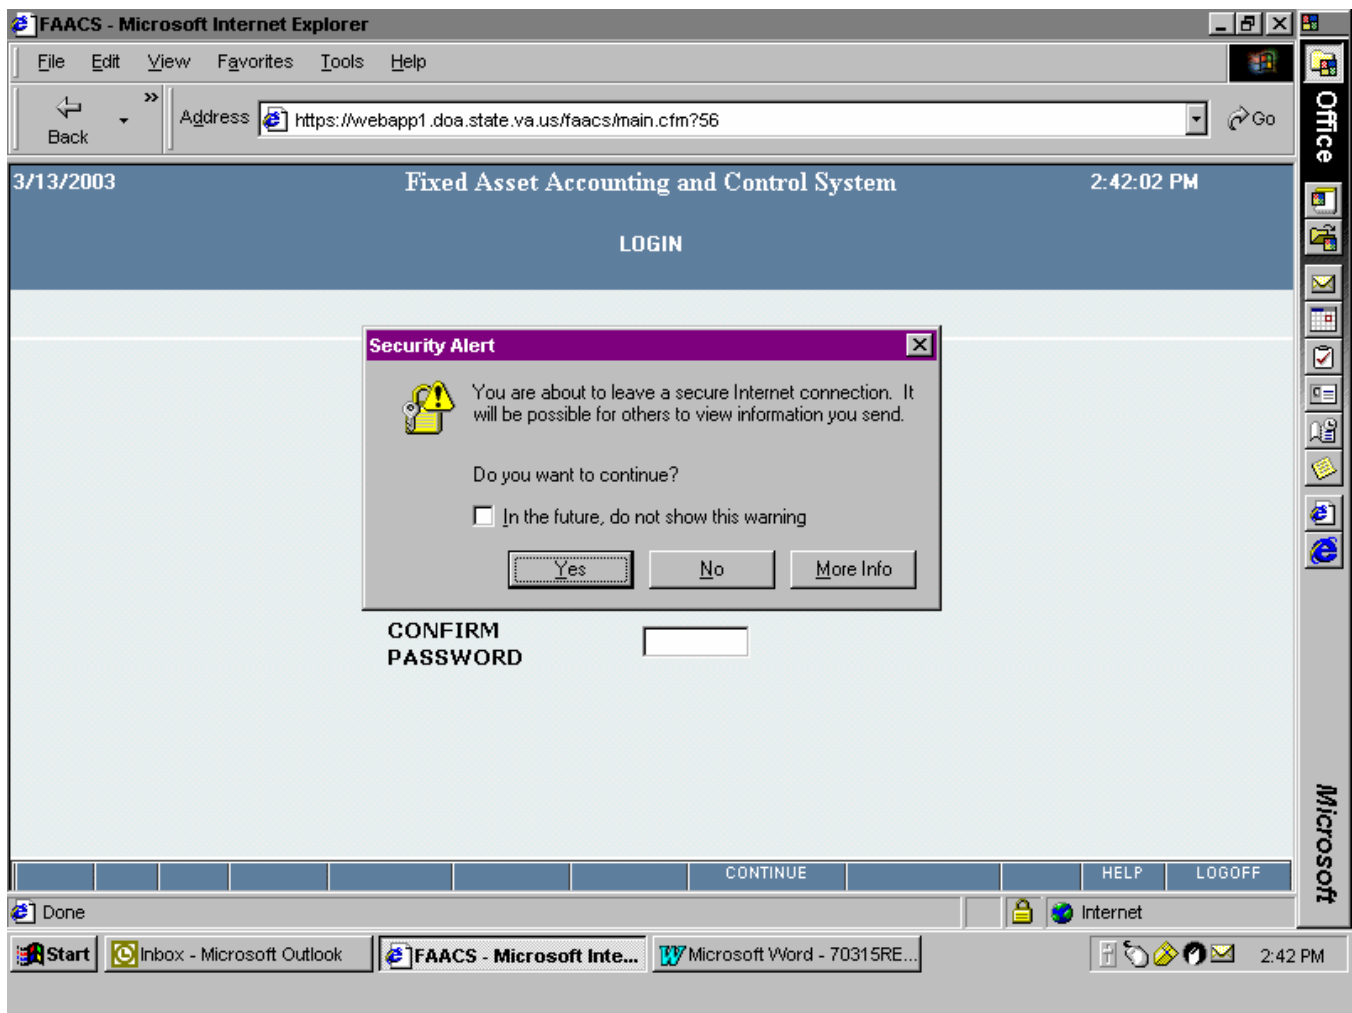 FAACS - Microsoft Internet Explorer
File Edit View Favorites Tools Help
Back
Address https://webapp1.doa.state.va.us/faacs/main.cfm?56
Go
3/13/2003 Fixed Asset Accounting and Control System 2:42:02 PM
LOGIN
Security Alert
You are about to leave a secure Internet connection. It
will be possible for others to view information you send.
Do you want to continue?
In the future, do not show this warning
Yes No More Info
CONFIRM
PASSWORD
CONTINUE HELP LOGOFF
Done Internet
Start Inbox - Microsoft Outlook FAACS - Microsoft Inte... Microsoft Word - 70315RE... 2:42 PM
Office
Microsoft